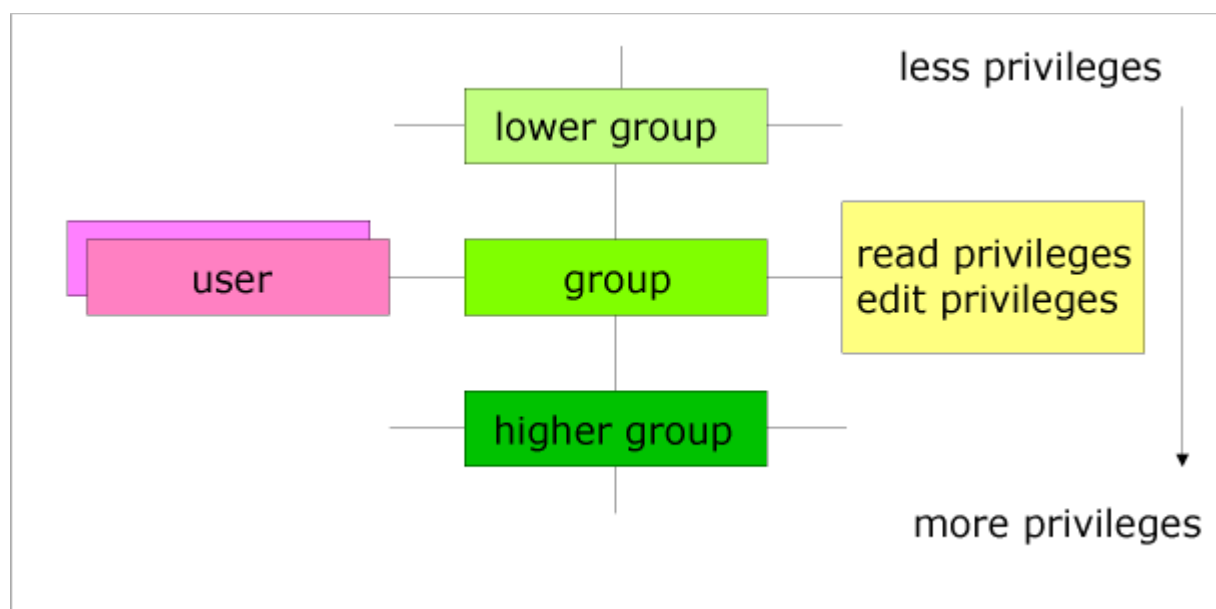 less privileges
lower group
user
group
read privileges
edit privileges
higher group
more privileges